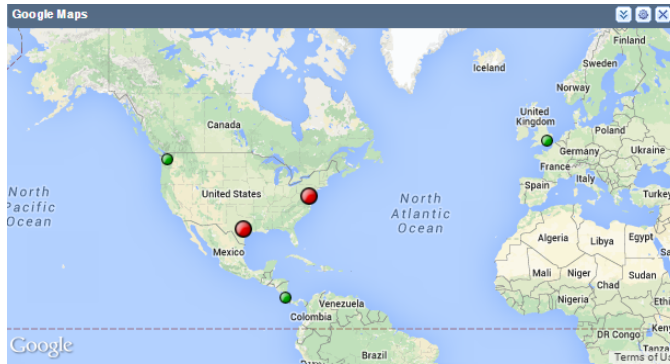 Google Maps
Finland
Iceland
Sweden
Norway
Canada
United
Kingdom
Poland
Germany
Ukraine
France
Italy
Spain
Turkey
North
Pacific
Ocean
United States
North
Atlantic
Ocean
Mexico
Algeria
Libya
Egypt
Mali
Niger
Sudan
Chad
Nigeria
Venezuela
Colombia
DR Congo
Brazil
Google
Terms of U